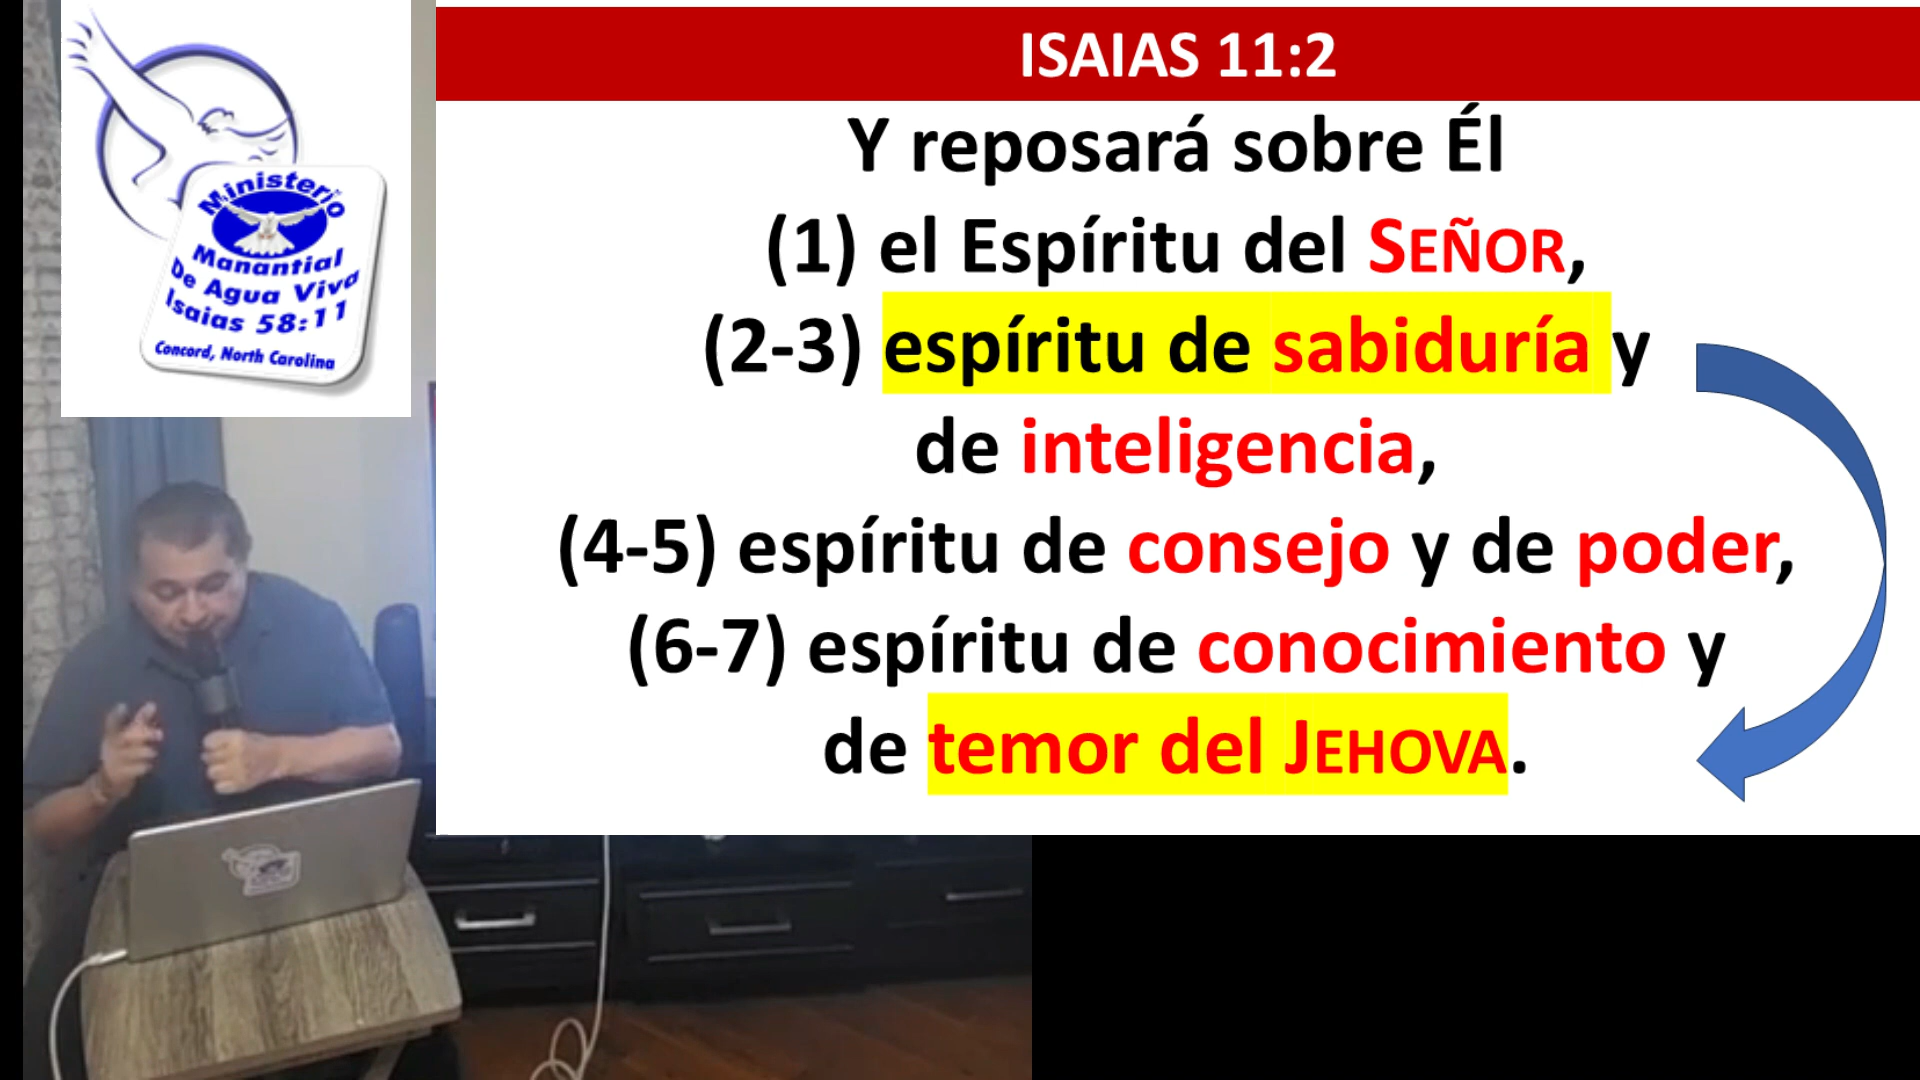 Ministerio
Manantial
De Agua Viva
Isaias 58:11
Concord, North Carolina
ISAIAS 11:2
Y reposará sobre Él
(1) el Espíritu del SEÑOR,
(2-3) espíritu de sabiduría y
de inteligencia,
(4-5) espíritu de consejo y de poder,
(6-7) espíritu de conocimiento y
de temor del JEHOVA.